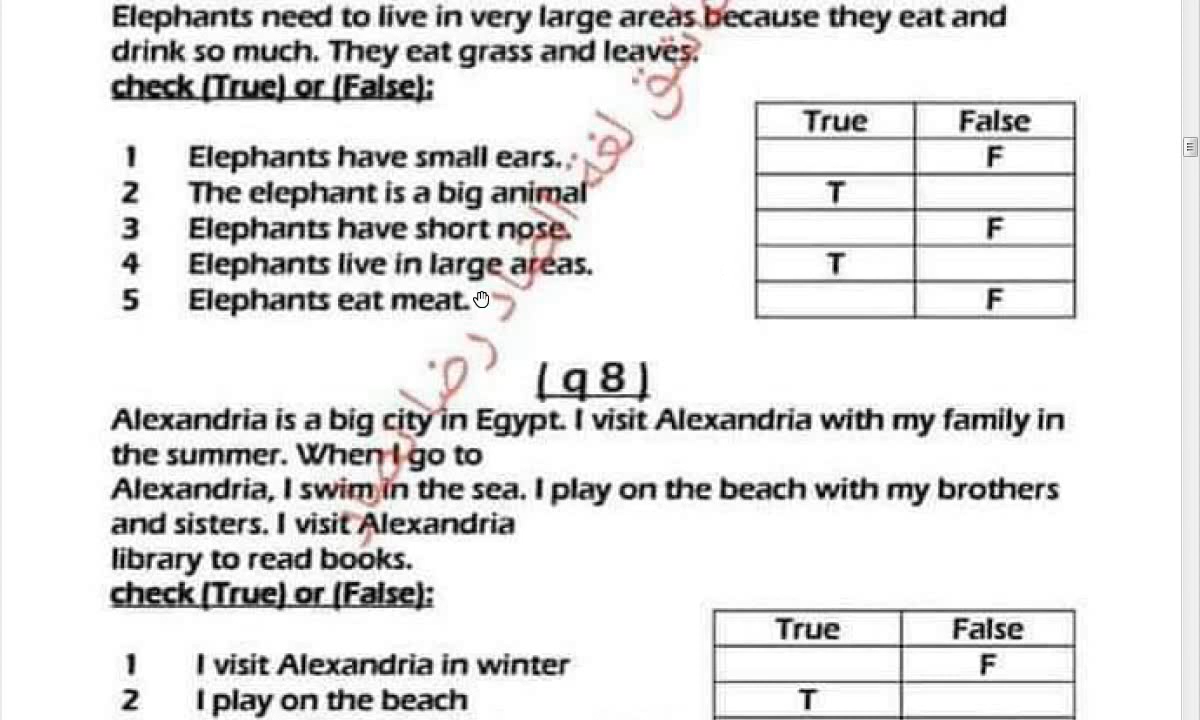 Elephants need to live in very large areas because they eat and
drink so much. They eat grass and leaves.
check (True) or (False):
True False
1 Elephants have small ears. F
2 The elephant is a big animal T
3 Elephants have short nose. F
4 Elephants live in large areas. T
5 Elephants eat meat. F
( q 8 )
Alexandria is a big city in Egypt. I visit Alexandria with my family in
the summer. When I go to
Alexandria, I swim in the sea. I play on the beach with my brothers
and sisters. I visit Alexandria
library to read books.
check (True) or (False):
True False
1 I visit Alexandria in winter F
2 I play on the beach T
لغة الضاد رضا